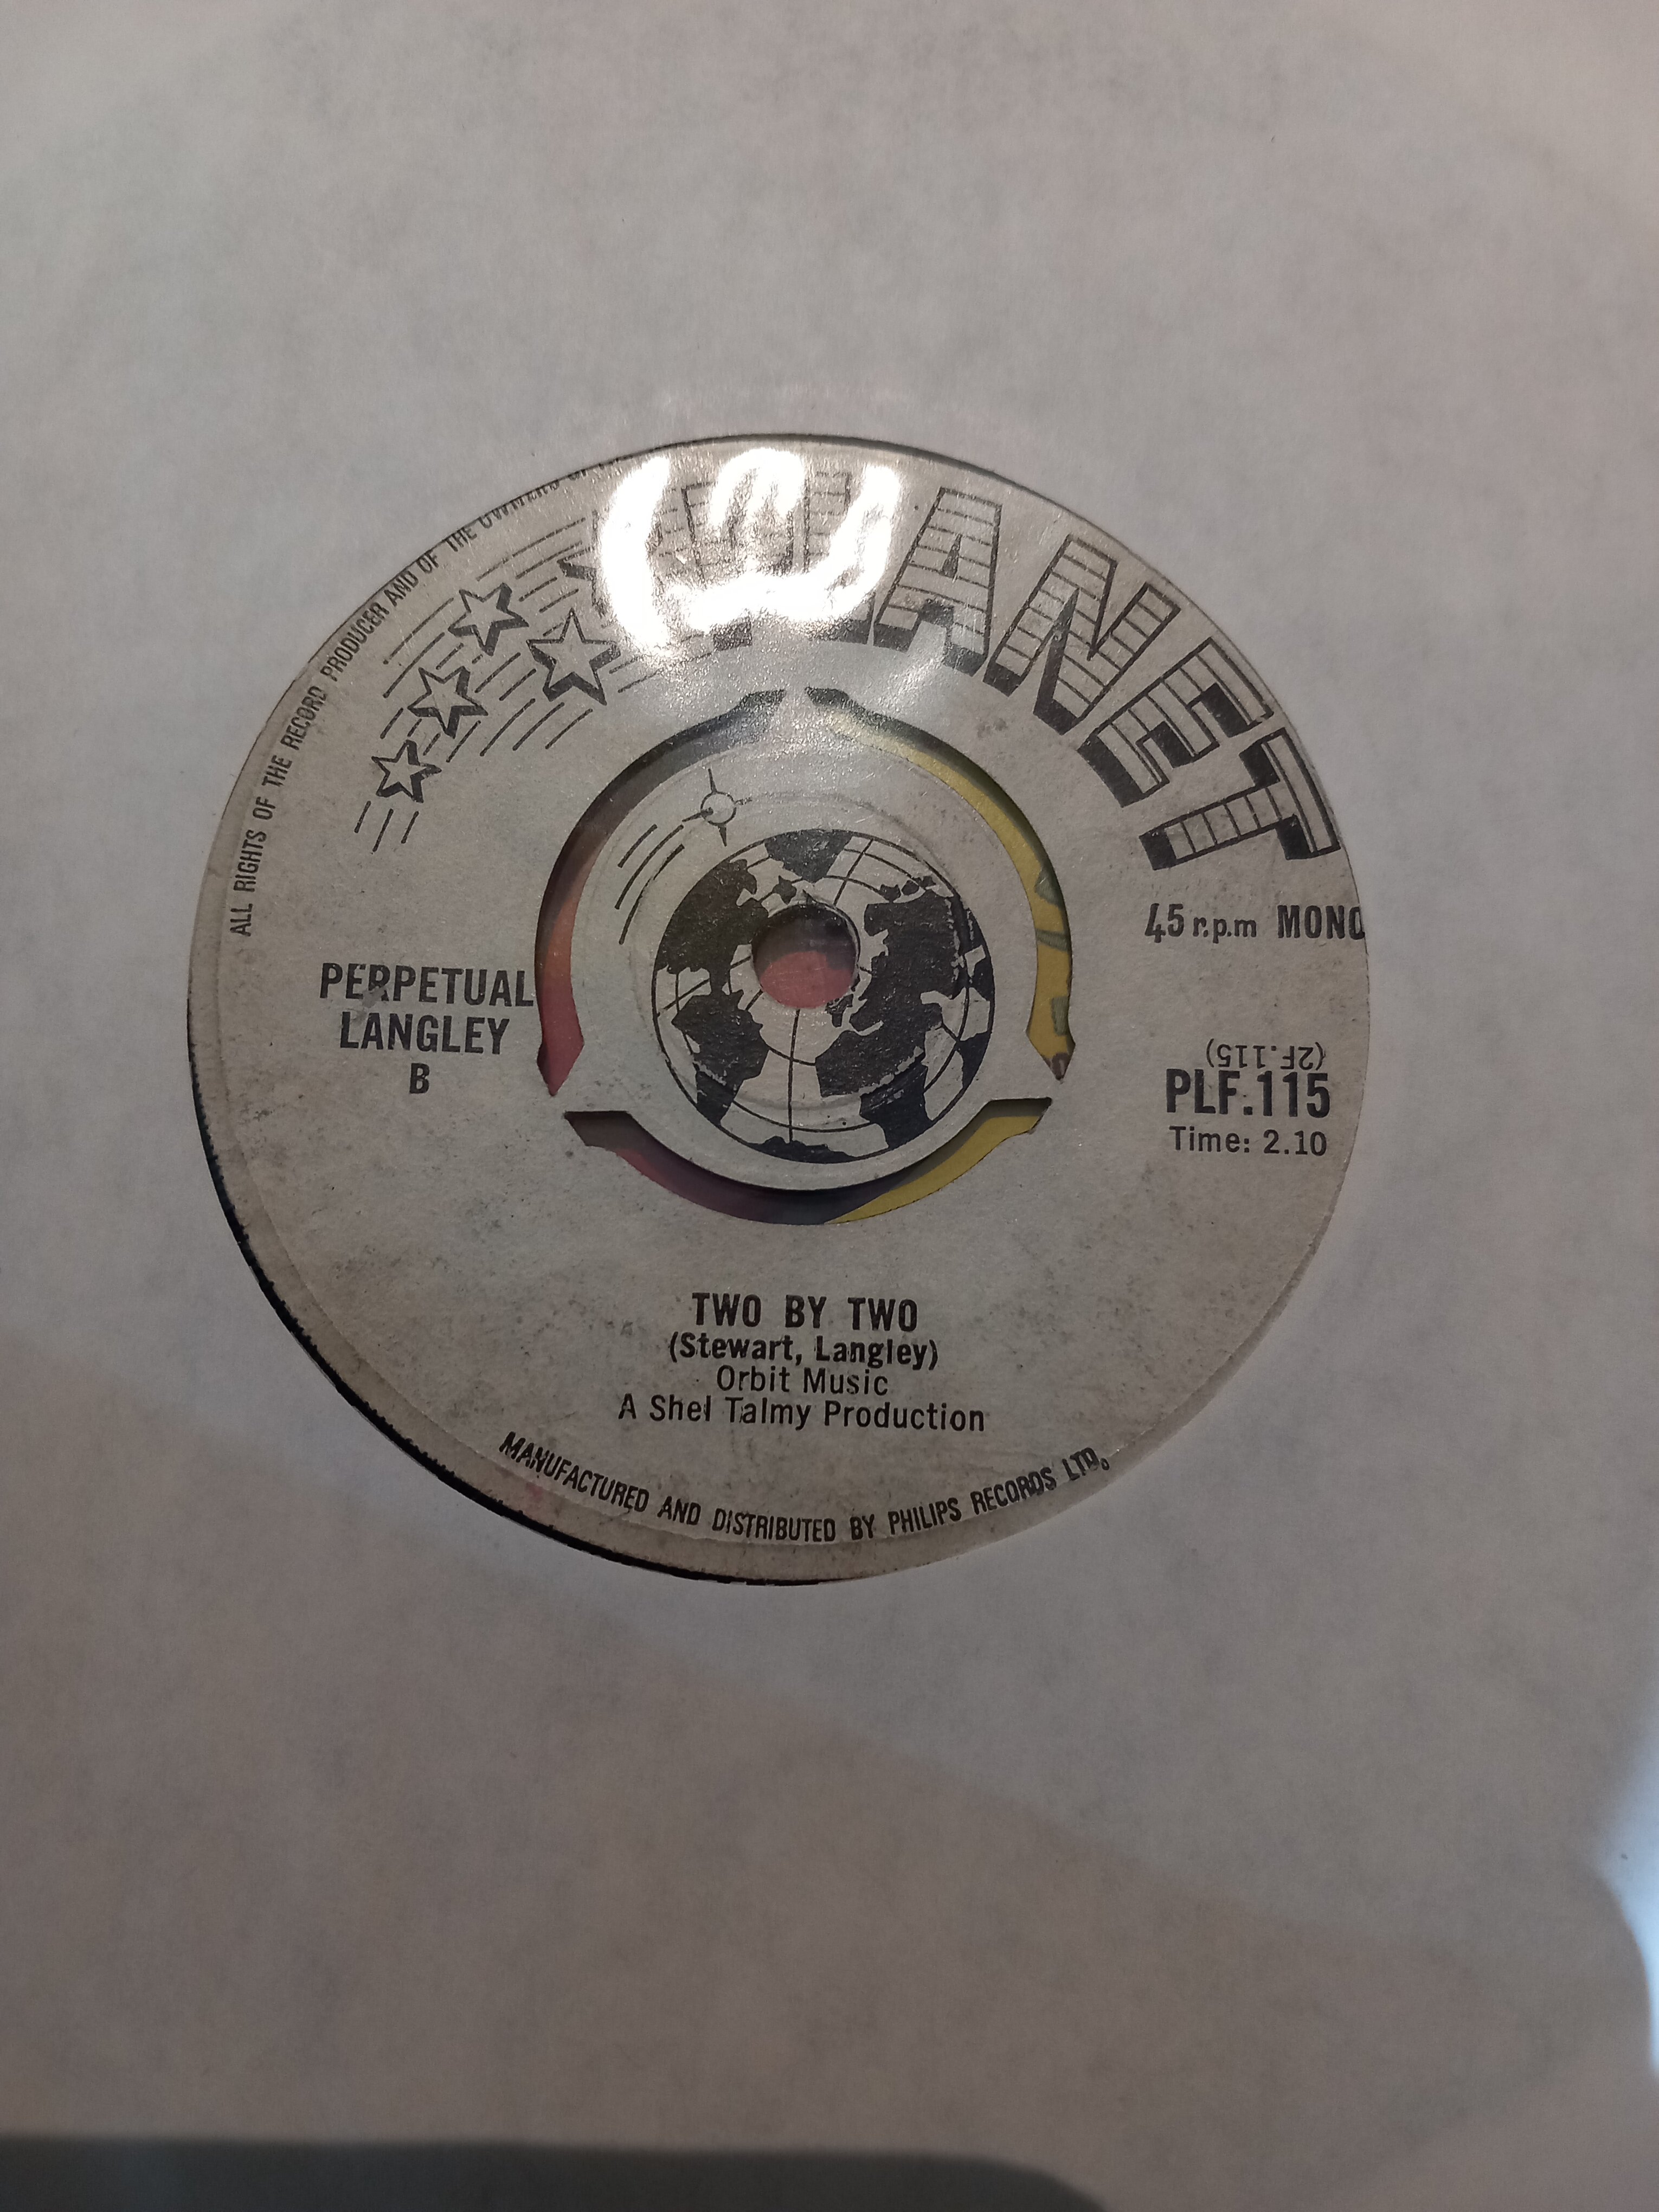 ALL RIGHTS OF THE RECORD PRODUCER AND OF THE OWNERS OF
PLANET
45 r.p.m MONO
PERPETUAL
LANGLEY
B
(2F.115)
PLF.115
Time: 2.10
TWO BY TWO
(Stewart, Langley)
Orbit Music
A Shel Talmy Production
MANUFACTURED AND DISTRIBUTED BY PHILIPS RECORDS LTD.